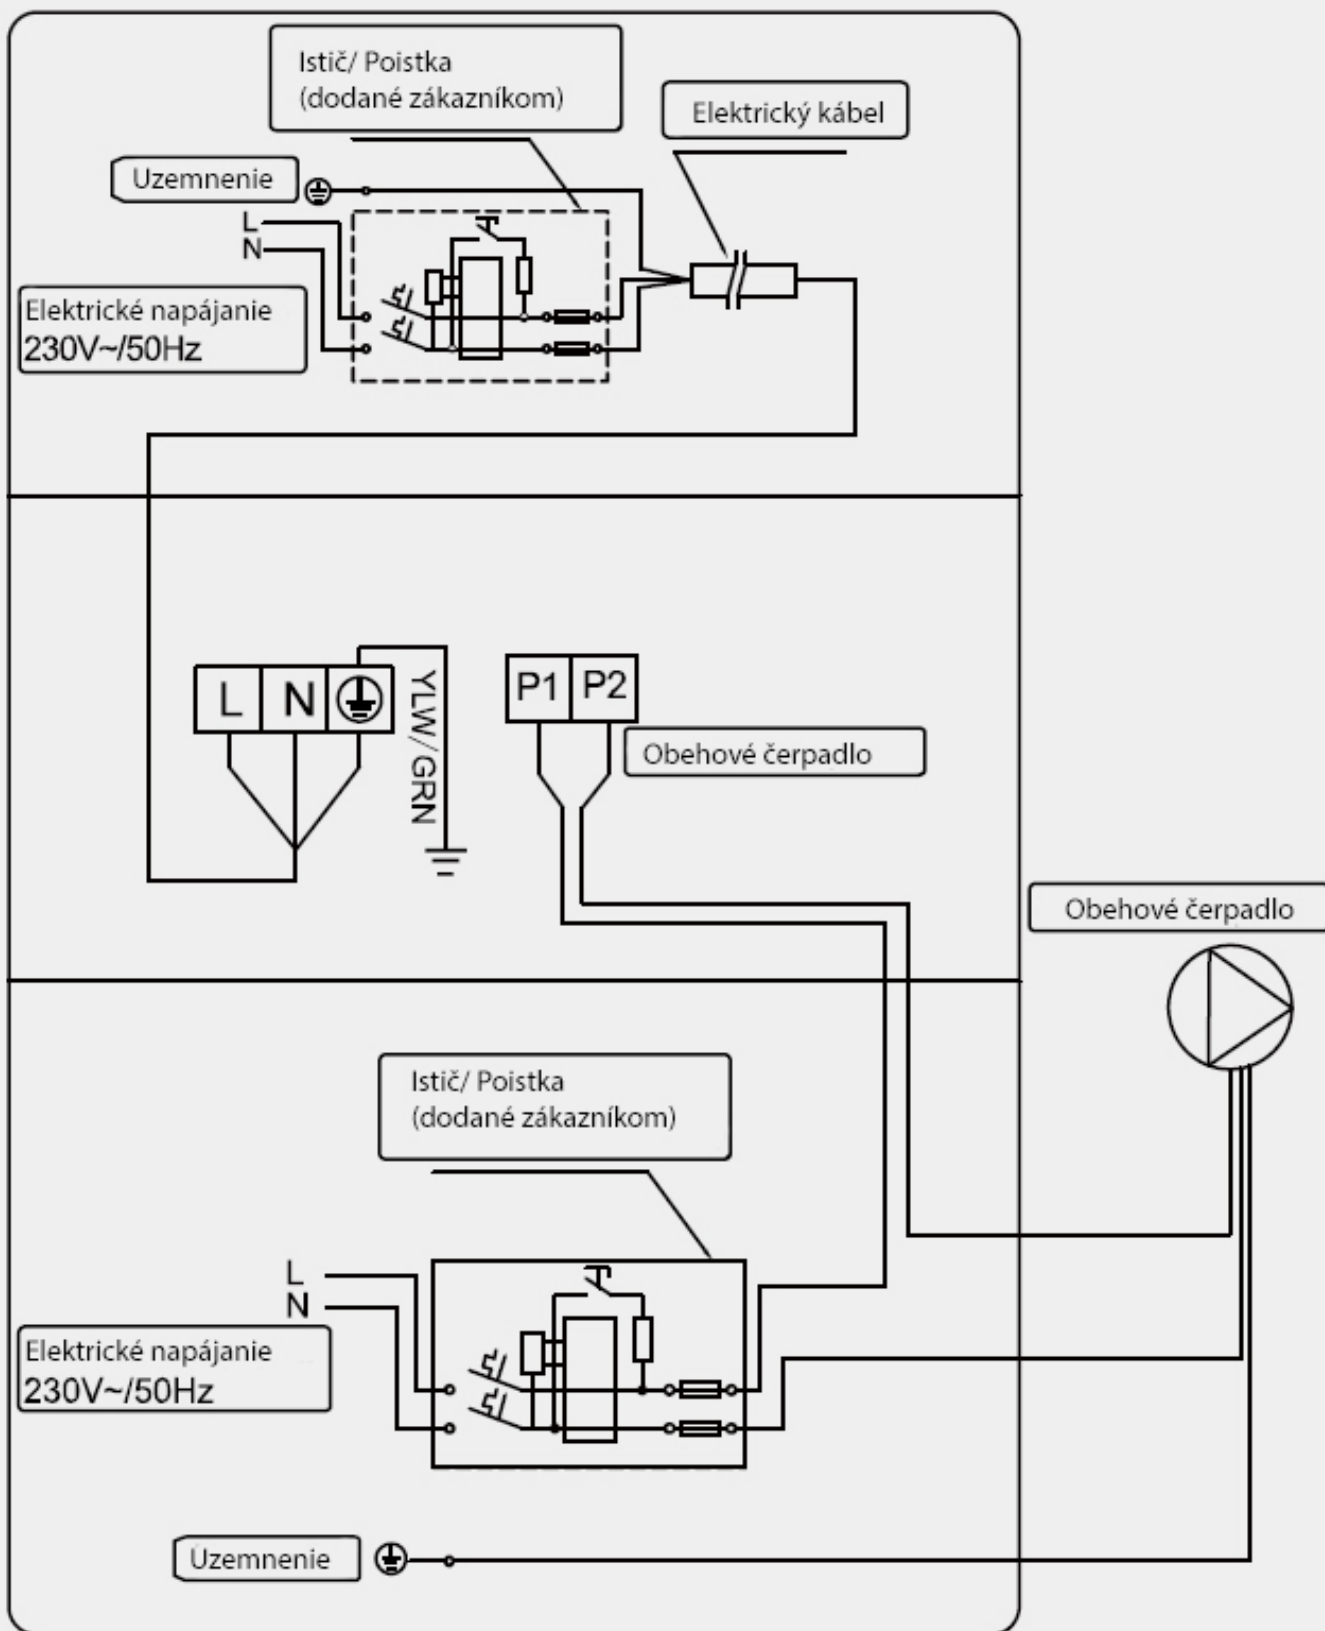 Istič/ Poistka
(dodané zákazníkom)
Elektrický kábel
Uzemnenie
L
N
Elektrické napájanie
230V~/50Hz
L N
YLW/GRN
P1 P2
Obehové čerpadlo
Obehové čerpadlo
Istič/ Poistka
(dodané zákazníkom)
L
N
Elektrické napájanie
230V~/50Hz
Uzemnenie